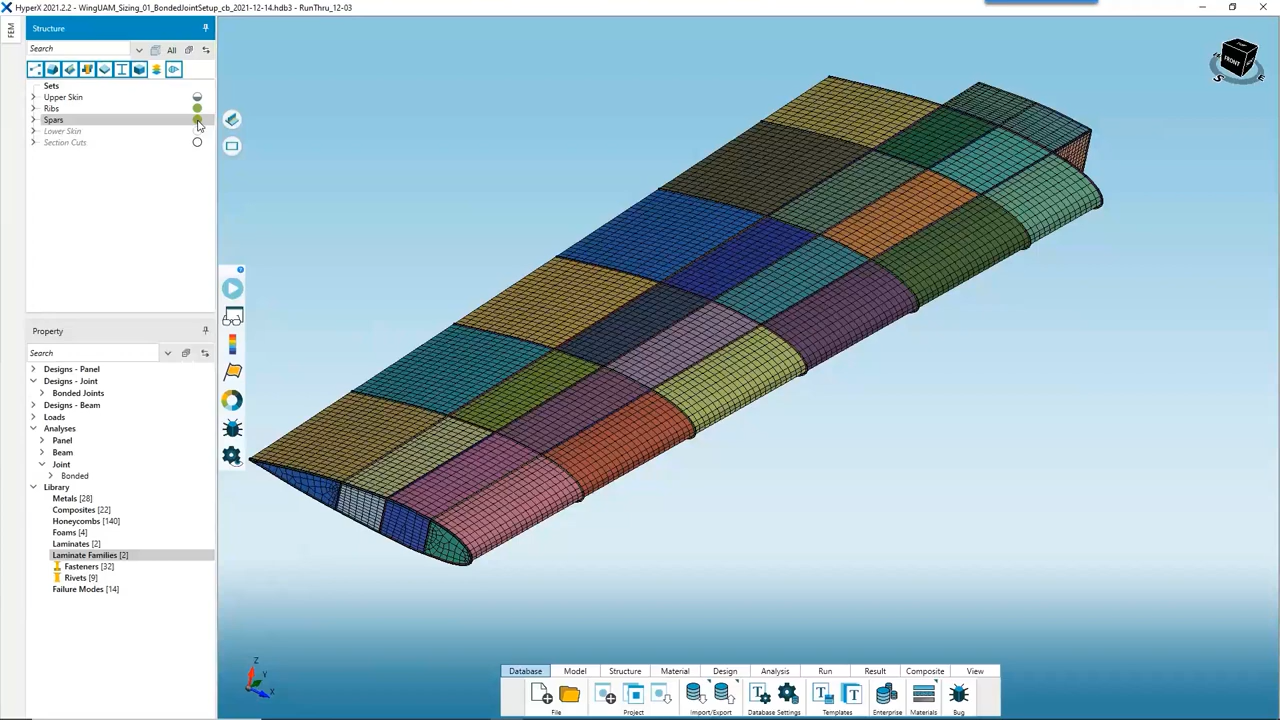 HyperX 2021.2.2 - WingUAM_Sizing_01_BondedJointSetup_cb_2021-12-14.hdb3 - RunThru_12-03
FEM
Structure
Search
All
Sets
Upper Skin
Ribs
Spars
Lower Skin
Section Cuts
Property
Search
Designs - Panel
Designs - Joint
Bonded Joints
Designs - Beam
Loads
Analyses
Panel
Beam
Joint
Bonded
Library
Metals [28]
Composites [22]
Honeycombs [140]
Foams [4]
Laminates [2]
Laminate Families [2]
Fasteners [32]
Rivets [9]
Failure Modes [14]
FRONT
S
Z
Y
X
Database Model Structure Material Design Analysis Run Result Composite View
File Project Import/Export Database Settings Templates Enterprise Materials Bug